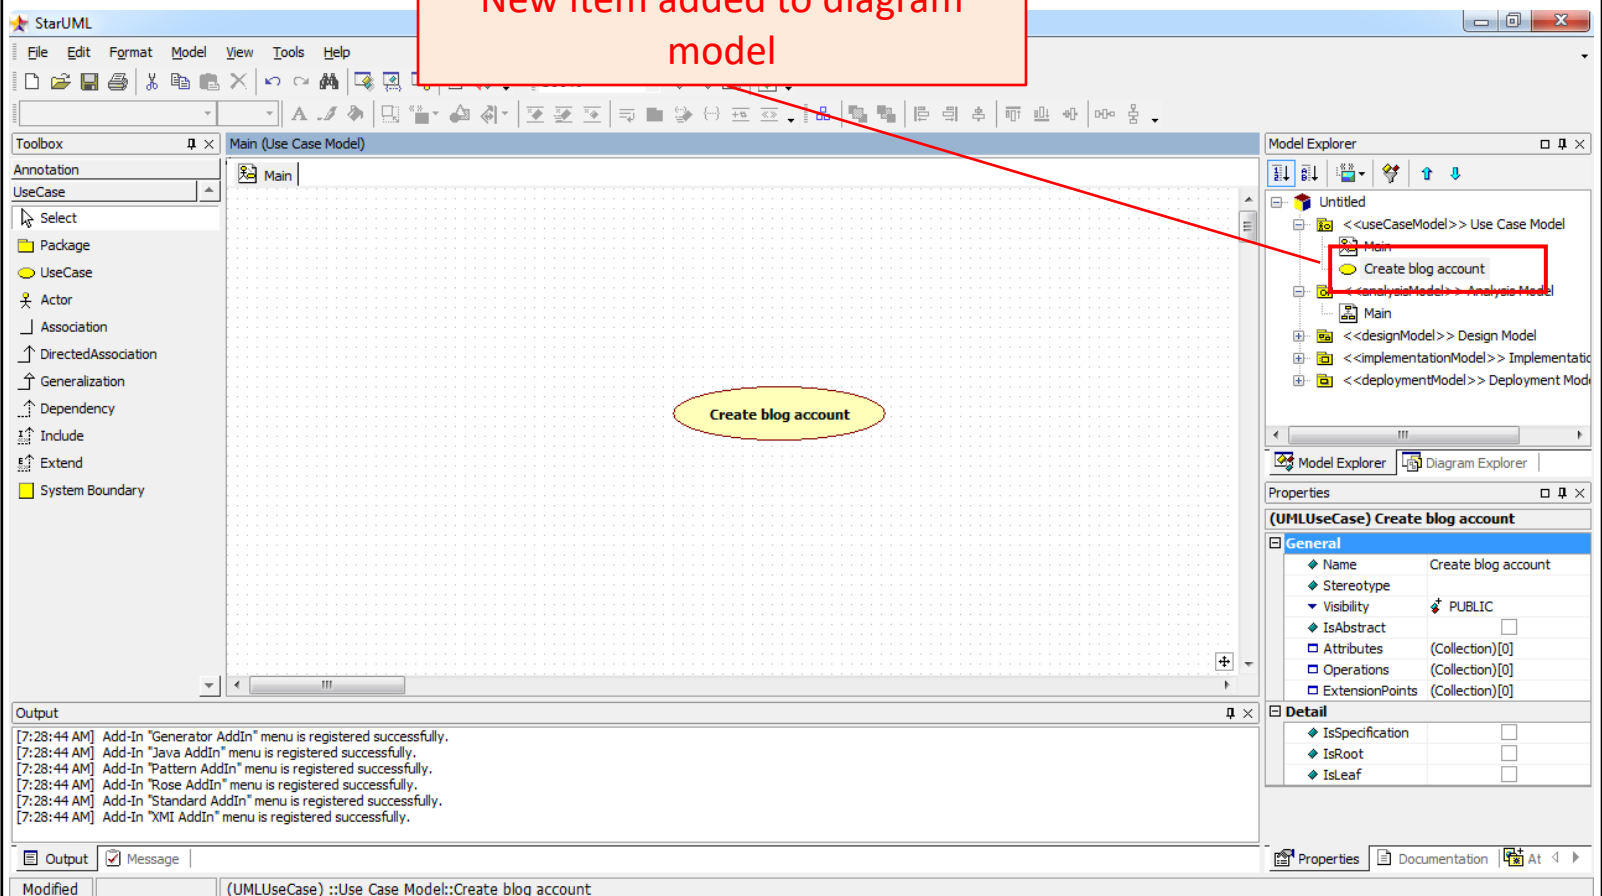 New item added to diagram
model
StarUML
File Edit Format Model View Tools Help
Toolbox
Annotation
UseCase
Select
Package
UseCase
Actor
Association
DirectedAssociation
Generalization
Dependency
Include
Extend
System Boundary
Main (Use Case Model)
Main
Create blog account
Model Explorer
Untitled
<<useCaseModel>> Use Case Model
Main
Create blog account
<<analysisModel>> Analysis Model
Main
<<designModel>> Design Model
<<implementationModel>> Implementatio
<<deploymentModel>> Deployment Mod
Model Explorer Diagram Explorer
Properties
(UMLUseCase) Create blog account
General
Name Create blog account
Stereotype
Visibility PUBLIC
IsAbstract
Attributes (Collection)[0]
Operations (Collection)[0]
ExtensionPoints (Collection)[0]
Detail
IsSpecification
IsRoot
IsLeaf
Properties Documentation At
Output
[7:28:44 AM] Add-In "Generator AddIn" menu is registered successfully.
[7:28:44 AM] Add-In "Java AddIn" menu is registered successfully.
[7:28:44 AM] Add-In "Pattern AddIn" menu is registered successfully.
[7:28:44 AM] Add-In "Rose AddIn" menu is registered successfully.
[7:28:44 AM] Add-In "Standard AddIn" menu is registered successfully.
[7:28:44 AM] Add-In "XMI AddIn" menu is registered successfully.
Output Message
Modified (UMLUseCase) ::Use Case Model::Create blog account